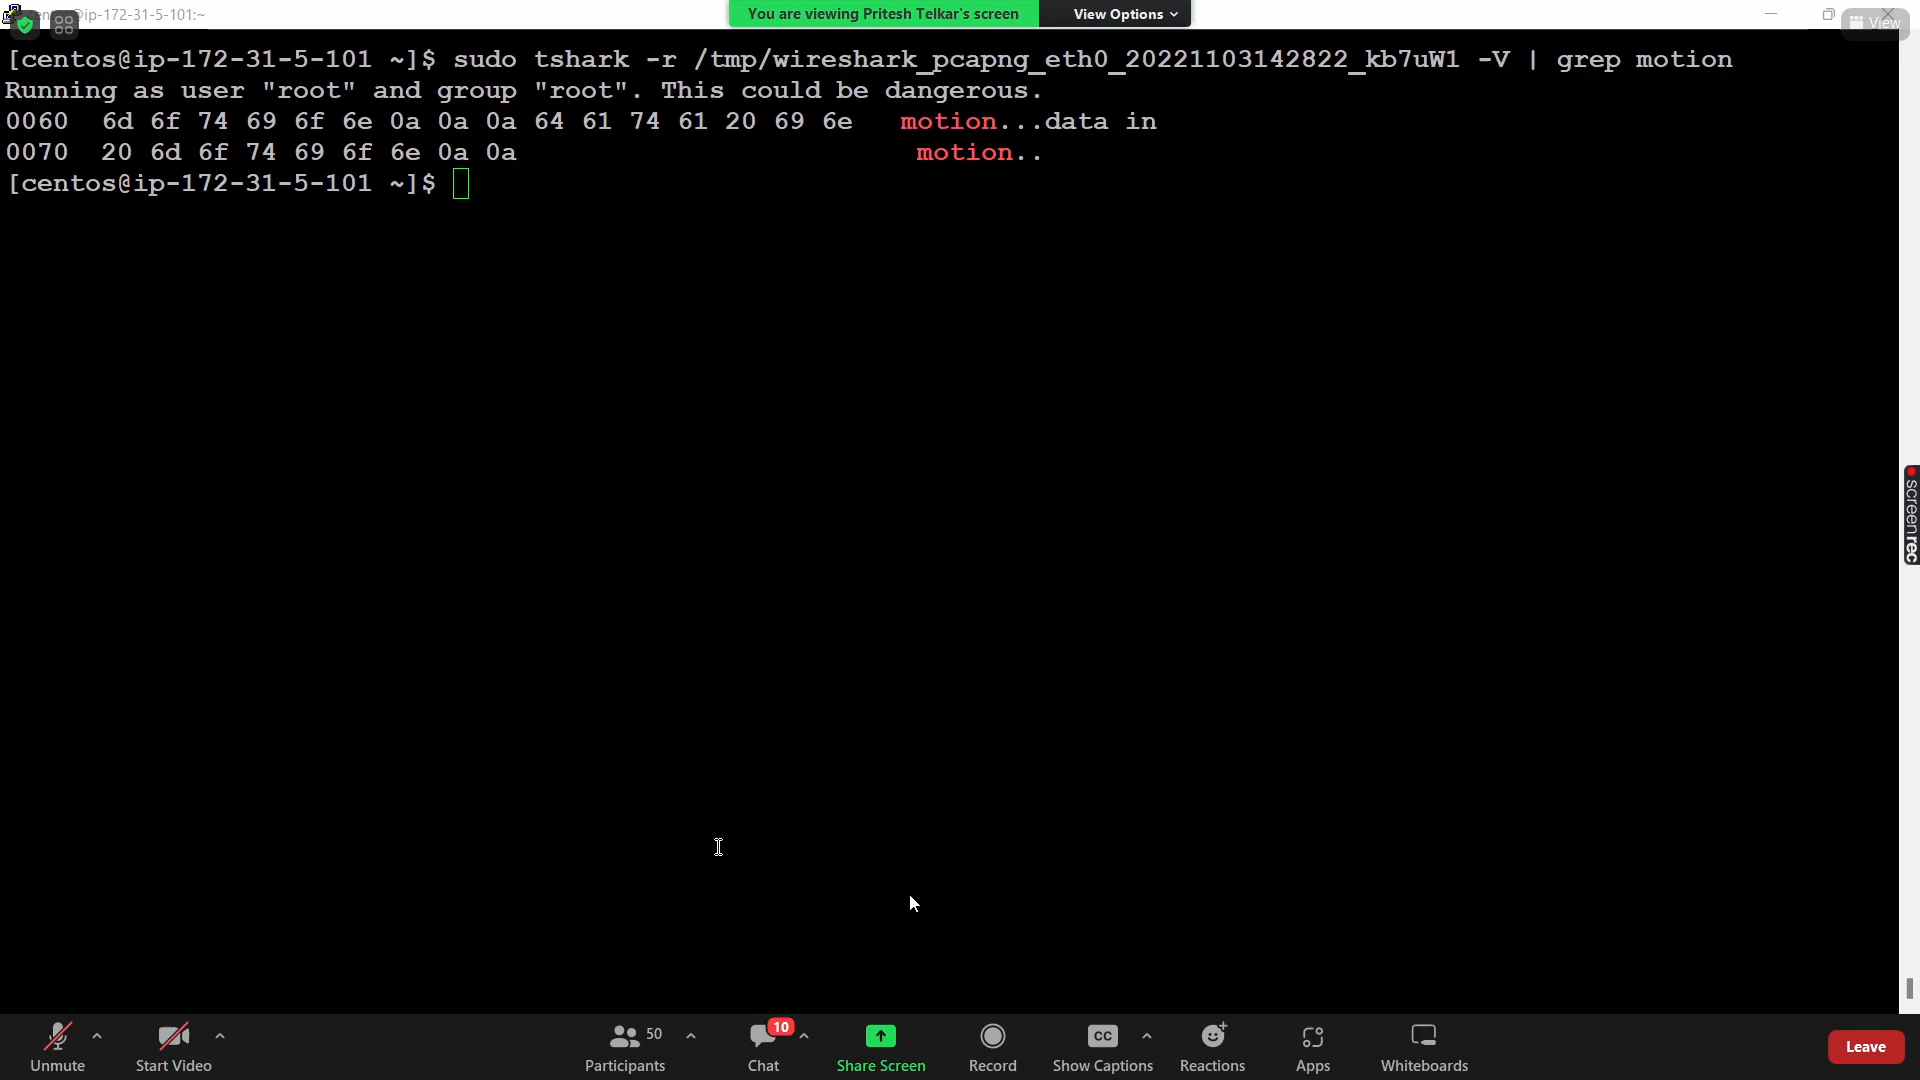 @ip-172-31-5-101:~
You are viewing Pritesh Telkar's screen
View Options
View
[centos@ip-172-31-5-101 ~]$ sudo tshark -r /tmp/wireshark_pcapng_eth0_20221103142822_kb7uW1 -V | grep motion
Running as user "root" and group "root". This could be dangerous.
0060  6d 6f 74 69 6f 6e 0a 0a 0a 64 61 74 61 20 69 6e   motion...data in
0070  20 6d 6f 74 69 6f 6e 0a 0a                         motion..
[centos@ip-172-31-5-101 ~]$
screenrec
Unmute
Start Video
50
Participants
10
Chat
Share Screen
Record
CC
Show Captions
Reactions
Apps
Whiteboards
Leave